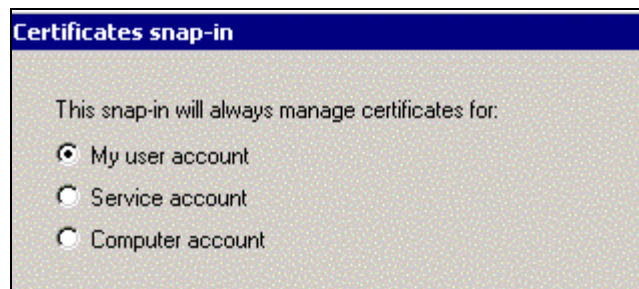 Certificates snap-in
This snap-in will always manage certificates for:
My user account
Service account
Computer account